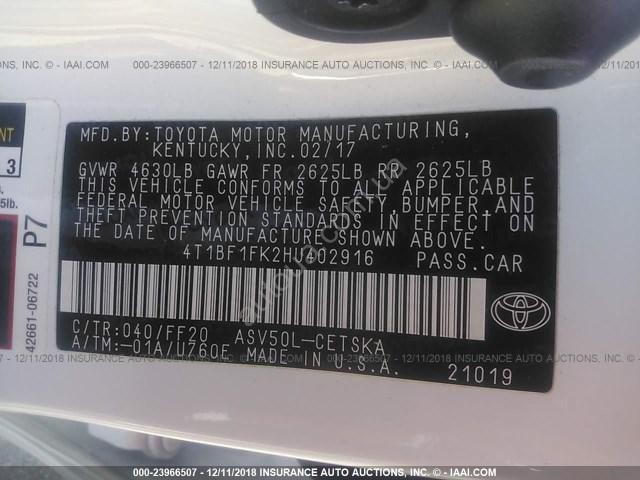 000-23966507 - 12/11/2018 INSURANCE AUTO AUCTIONS, INC. - © IAAI.COM
MFD.BY:TOYOTA MOTOR MANUFACTURING,
KENTUCKY,INC.02/17
GVWR 4630LB GAWR FR 2625LB RR 2625LB
THIS VEHICLE CONFORMS TO ALL APPLICABLE
FEDERAL MOTOR VEHICLE SAFETY, BUMPER,AND
THEFT PREVENTION STANDARDS IN EFFECT ON
THE DATE OF MANUFACTURE SHOWN ABOVE.
4T1BF1FK2HU402916 PASS.CAR
C/TR:040/FF20 ASV50L-CETSKA
A/TM:-01A/U760E MADE IN U.S.A.
21019
P7
42661-06722
3
000-23966507 - 12/11/2018 INSURANCE AUTO AUCTIONS, INC. - © IAAI.COM